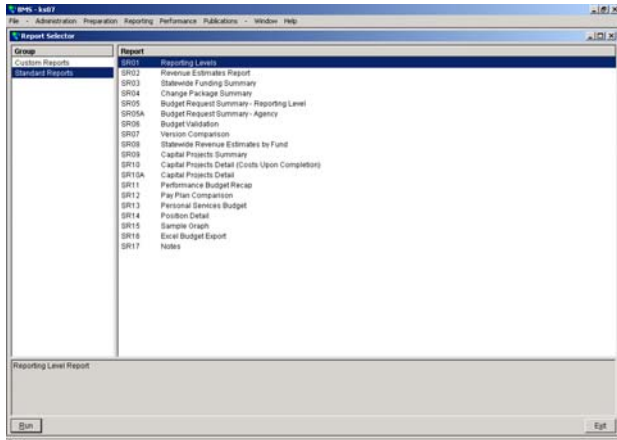 BMS - ks07
File - Administration Preparation Reporting Performance Publications - Window Help
Report Selector
Group Report
Custom Reports SR01 Reporting Levels
Standard Reports SR02 Revenue Estimates Report
SR03 Statewide Funding Summary
SR04 Change Package Summary
SR05 Budget Request Summary - Reporting Level
SR05A Budget Request Summary - Agency
SR06 Budget Validation
SR07 Version Comparison
SR08 Statewide Revenue Estimates by Fund
SR09 Capital Projects Summary
SR10 Capital Projects Detail (Costs Upon Completion)
SR10A Capital Projects Detail
SR11 Performance Budget Recap
SR12 Pay Plan Comparison
SR13 Personal Services Budget
SR14 Position Detail
SR15 Sample Graph
SR16 Excel Budget Export
SR17 Notes
Reporting Level Report
Run Exit